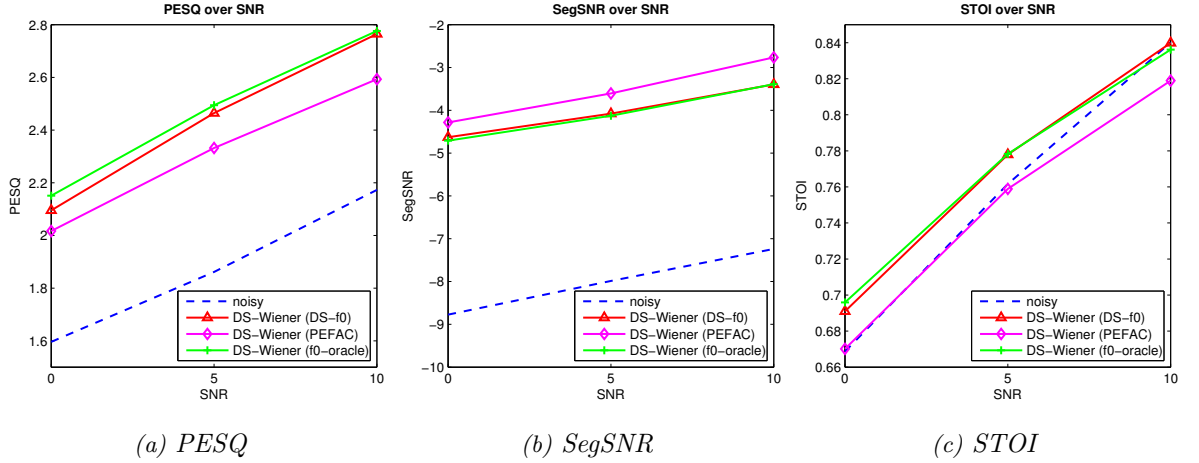 PESQ over SNR
2.8
2.6
2.4
2.2
2
1.8
1.6
PESQ
0
5
10
SNR
noisy
DS−Wiener (DS−f0)
DS−Wiener (PEFAC)
DS−Wiener (f0−oracle)
(a) PESQ
SegSNR over SNR
−2
−3
−4
−5
−6
−7
−8
−9
−10
SegSNR
0
5
10
SNR
noisy
DS−Wiener (DS−f0)
DS−Wiener (PEFAC)
DS−Wiener (f0−oracle)
(b) SegSNR
STOI over SNR
0.84
0.82
0.8
0.78
0.76
0.74
0.72
0.7
0.68
0.66
STOI
0
5
10
SNR
noisy
DS−Wiener (DS−f0)
DS−Wiener (PEFAC)
DS−Wiener (f0−oracle)
(c) STOI